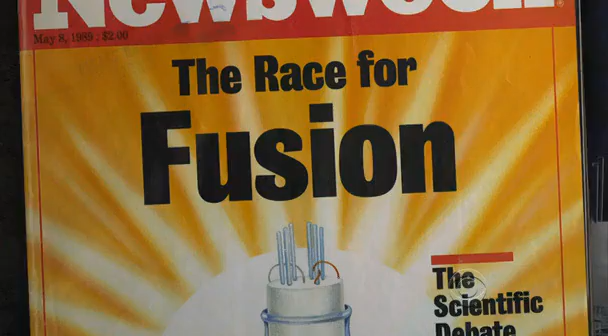 Newsweek
May 8, 1989 : $2.00
The Race for
Fusion
The
Scientific
Debate